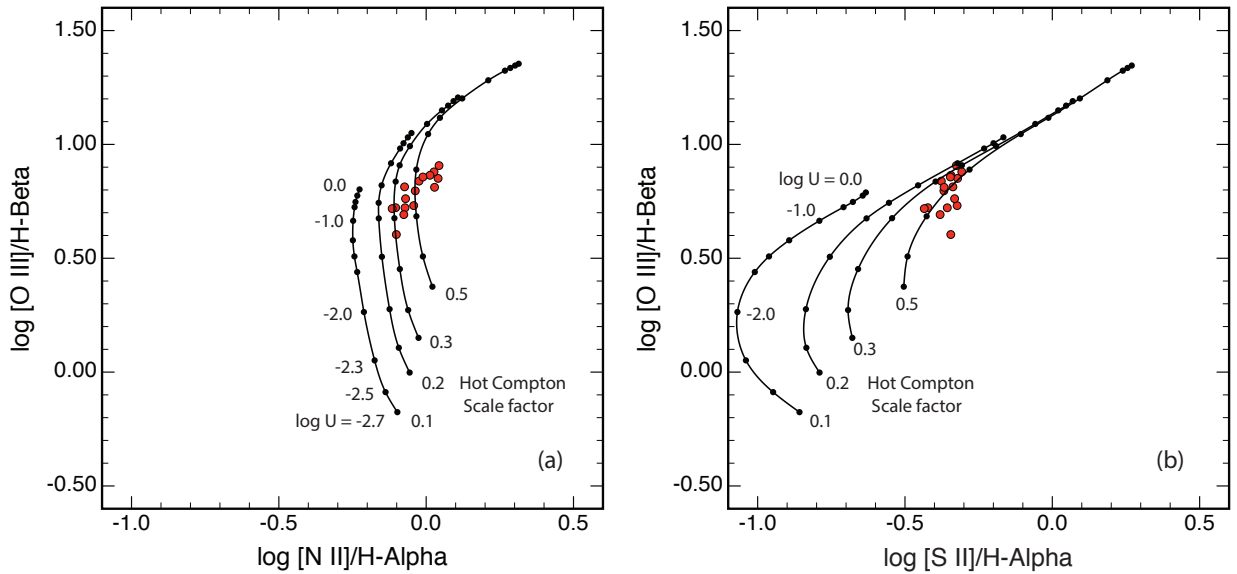 1.50
1.00
0.50
0.00
-0.50
log [O III]/H-Beta
0.0
-1.0
-2.0
-2.3
-2.5
log U = -2.7
0.1
0.2
0.3
0.5
Hot Compton
Scale factor
(a)
-1.0
-0.5
0.0
0.5
log [N II]/H-Alpha
1.50
1.00
0.50
0.00
-0.50
log [O III]/H-Beta
log U = 0.0
-1.0
-2.0
0.5
0.3
0.2
0.1
Hot Compton
Scale factor
(b)
-1.0
-0.5
0.0
0.5
log [S II]/H-Alpha